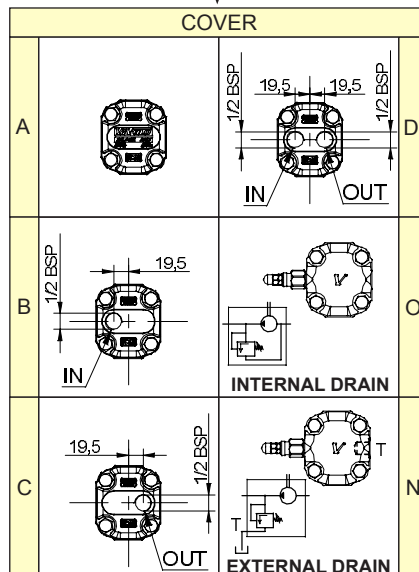 COVER
A
19,5
19,5
1/2 BSP
1/2 BSP
IN
OUT
D
B
1/2 BSP
19,5
IN
INTERNAL DRAIN
O
C
19,5
1/2 BSP
OUT
T
T
EXTERNAL DRAIN
N